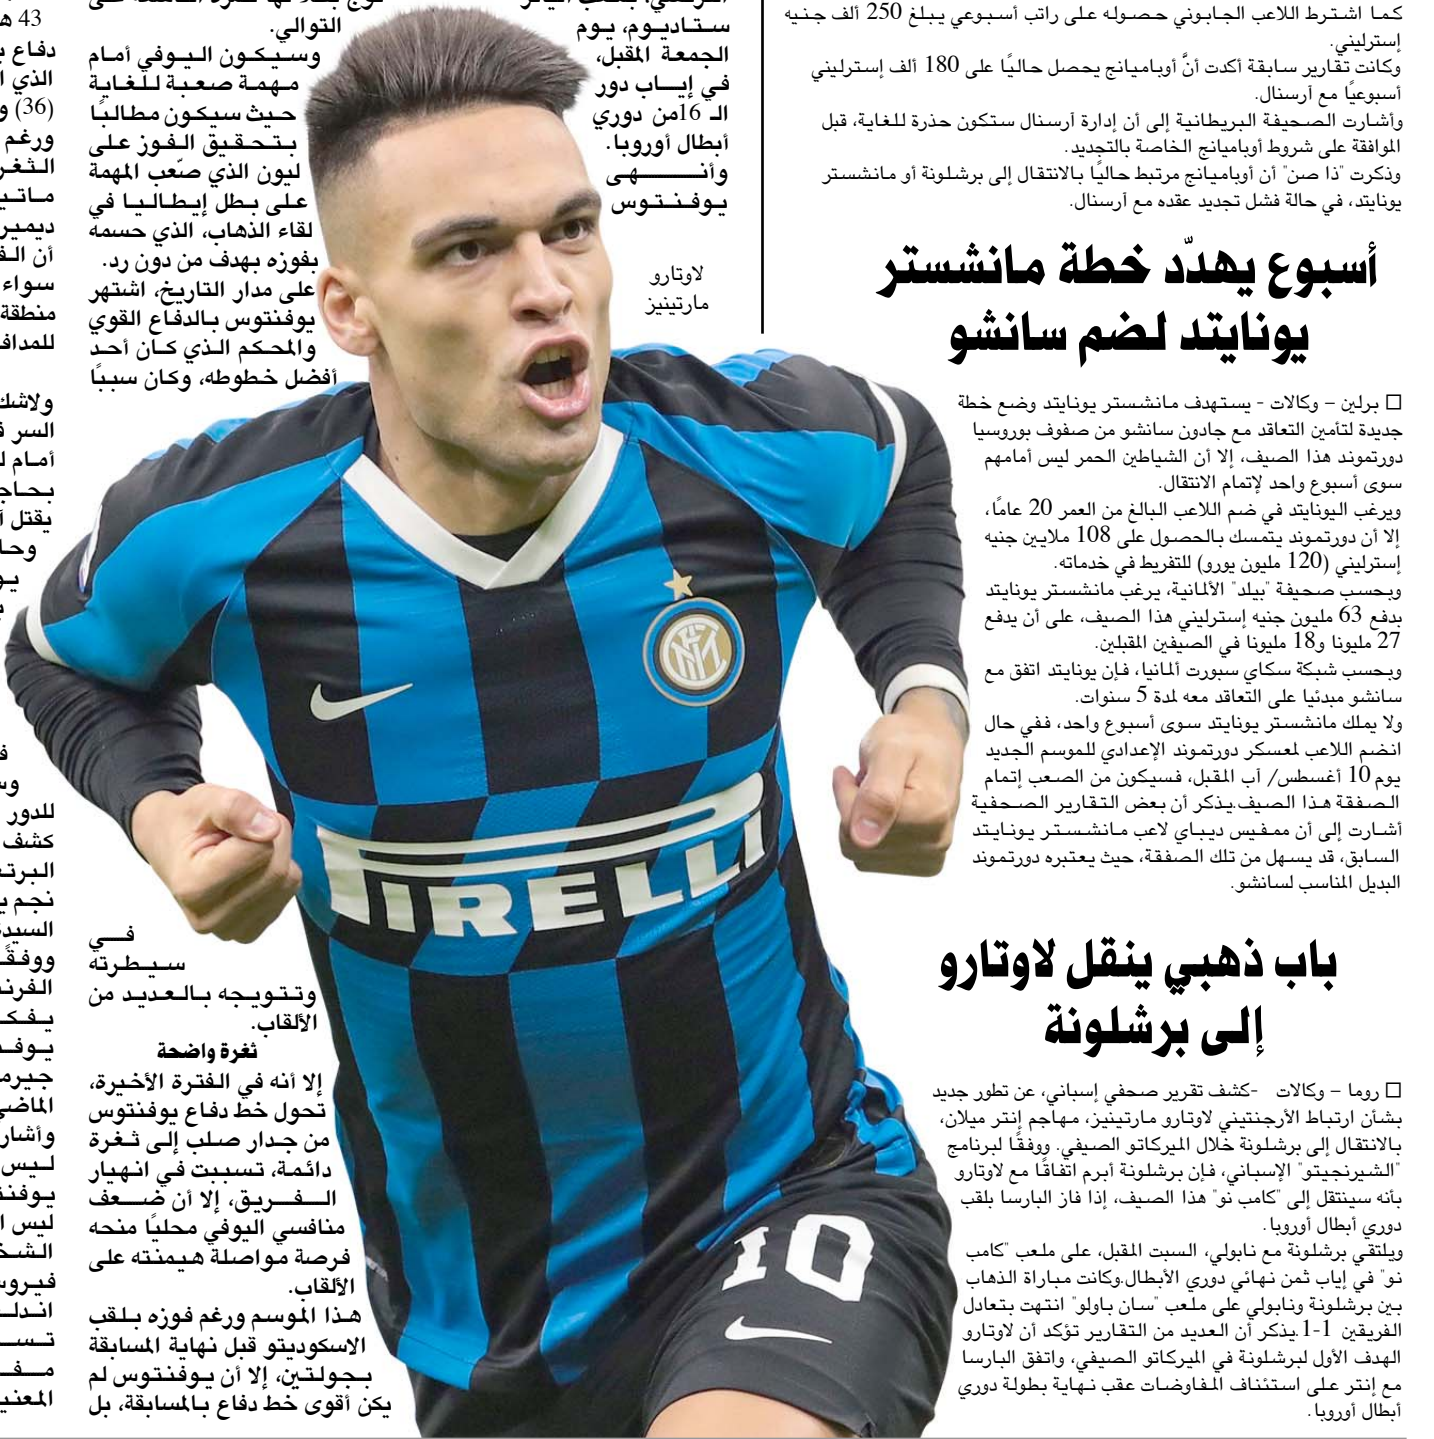 كما اشترط اللاعب الجابوني حصوله على راتب أسبوعي يبلغ 250 ألف جنيه
إسترليني.
وكانت تقارير سابقة أكدت أنَّ أوباميانج يحصل حاليًا على 180 ألف إسترليني
أسبوعيًا مع آرسنال.
وأشارت الصحيفة البريطانية إلى أن إدارة آرسنال ستكون حذرة للغاية، قبل
الموافقة على شروط أوباميانج الخاصة بالتجديد.
وذكرت "ذا صن" أن أوباميانج مرتبط حاليًا بالانتقال إلى برشلونة أو مانشستر
يونايتد، في حالة فشل تجديد عقده مع آرسنال.
أسبوع يهدّد خطة مانشستر
يونايتد لضم سانشو
□ برلين – وكالات - يستهدف مانشستر يونايتد وضع خطة
جديدة لتأمين التعاقد مع جادون سانشو من صفوف بوروسيا
دورتموند هذا الصيف، إلا أن الشياطين الحمر ليس أمامهم
سوى أسبوع واحد لإتمام الانتقال.
ويرغب اليونايتد في ضم اللاعب البالغ من العمر 20 عامًا،
إلا أن دورتموند يتمسك بالحصول على 108 ملايين جنيه
إسترليني (120 مليون يورو) للتفريط في خدماته.
وبحسب صحيفة "بيلد" الألمانية، يرغب مانشستر يونايتد
بدفع 63 مليون جنيه إسترليني هذا الصيف، على أن يدفع
27 مليونا و18 مليونا في الصيفين المقبلين.
وبحسب شبكة سكاي سبورت ألمانيا، فإن يونايتد اتفق مع
سانشو مبدئيا على التعاقد معه لمدة 5 سنوات.
ولا يملك مانشستر يونايتد سوى أسبوع واحد، ففي حال
انضم اللاعب لمعسكر دورتموند الإعدادي للموسم الجديد
يوم 10 أغسطس/ آب المقبل، فسيكون من الصعب إتمام
الصفقة هذا الصيف.يذكر أن بعض التقارير الصحفية
أشارت إلى أن ممفيس ديباي لاعب مانشستر يونايتد
السابق، قد يسهل من تلك الصفقة، حيث يعتبره دورتموند
البديل المناسب لسانشو.
باب ذهبي ينقل لاوتارو
إلى برشلونة
□ روما – وكالات -كشف تقرير صحفي إسباني، عن تطور جديد
بشأن ارتباط الأرجنتيني لاوتارو مارتينيز، مهاجم إنتر ميلان،
بالانتقال إلى برشلونة خلال الميركاتو الصيفي. ووفقًا لبرنامج
"الشيرنجيتو" الإسباني، فإن برشلونة أبرم اتفاقًا مع لاوتارو
بأنه سينتقل إلى "كامب نو" هذا الصيف، إذا فاز البارسا بلقب
دوري أبطال أوروبا.
ويلتقي برشلونة مع نابولي، السبت المقبل، على ملعب "كامب
نو" في إياب ثمن نهائي دوري الأبطال.وكانت مباراة الذهاب
بين برشلونة ونابولي على ملعب "سان باولو" انتهت بتعادل
الفريقين 1-1.يذكر أن العديد من التقارير تؤكد أن لاوتارو
الهدف الأول لبرشلونة في الميركاتو الصيفي، واتفق البارسا
مع إنتر على استئناف المفاوضات عقب نهاية بطولة دوري
أبطال أوروبا.
ستاديوم، يوم
الجمعة المقبل،
في إياب دور
الـ 16من دوري
أبطال أوروبا.
وأنهى
يوفنتوس
لاوتارو
مارتينيز
PIRELLI
10
التوالي.
وسيكون اليوفي أمام
مهمة صعبة للغاية
حيث سيكون مطالبًا
بتحقيق الفوز على
ليون الذي صّعب المهمة
على بطل إيطاليا في
لقاء الذهاب، الذي حسمه
بفوزه بهدف من دون رد.
على مدار التاريخ، اشتهر
يوفنتوس بالدفاع القوي
والمحكم الذي كان أحد
أفضل خطوطه، وكان سببًا
في
سيطرته
وتتويجه بالعديد من
الألقاب.
ثغرة واضحة
إلا أنه في الفترة الأخيرة،
تحول خط دفاع يوفنتوس
من جدار صلب إلى ثغرة
دائمة، تسببت في انهيار
الفريق، إلا أن ضعف
منافسي اليوفي محليًا منحه
فرصة مواصلة هيمنته على
الألقاب.
هذا الموسم ورغم فوزه بلقب
الاسكوديتو قبل نهاية المسابقة
بجولتين، إلا أن يوفنتوس لم
يكن أقوى خط دفاع بالمسابقة، بل